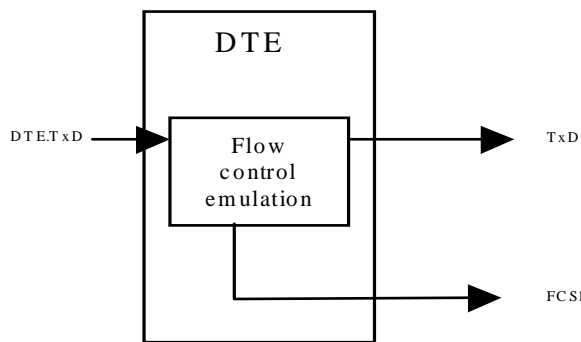 DTE
DTE.TxD
Flow
control
emulation
TxD